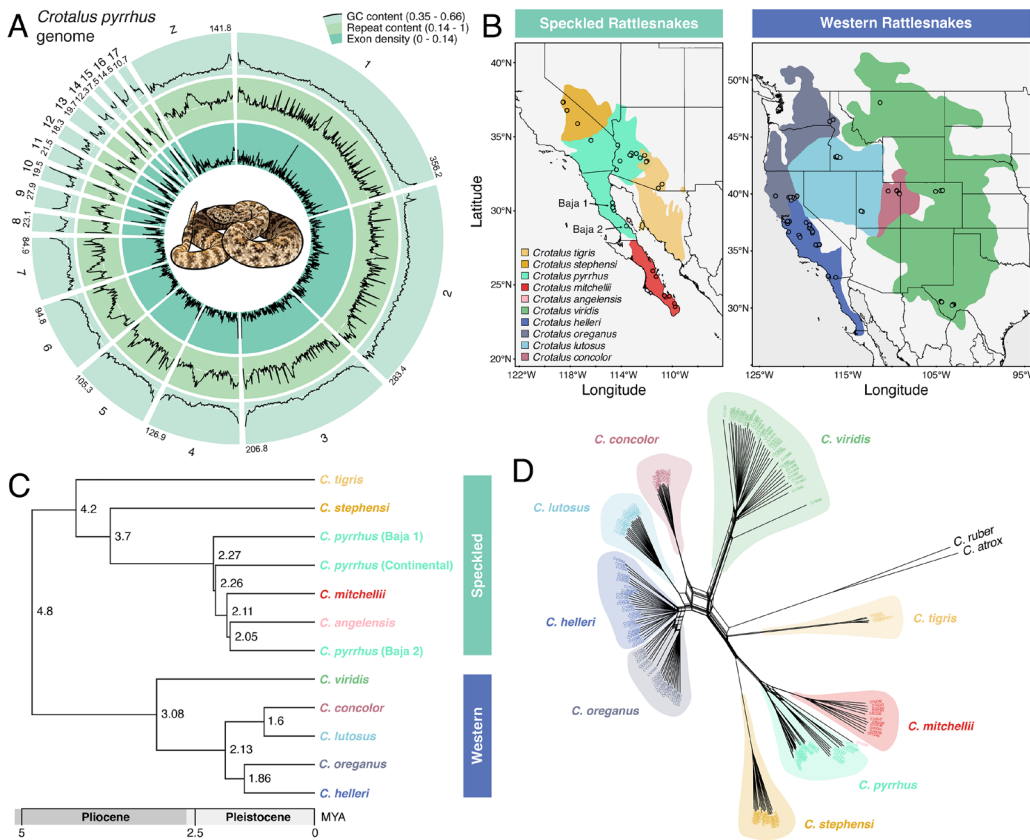 A
Crotalus pyrrhus
genome
GC content (0.35 - 0.66)
Repeat content (0.14 - 1)
Exon density (0 - 0.14)
Z
141.8
1
356.2
2
283.4
3
206.8
4
126.9
5
105.3
6
94.8
7
64.9
8
23.1
9
27.9
10
19.5
11
21.5
12
18.3
13
19.7
14
12.3
15
7.5
16
14.5
17
10.7
B
Speckled Rattlesnakes
Western Rattlesnakes
40°N
35°N
30°N
25°N
20°N
Latitude
122°W
118°W
114°W
110°W
Longitude
Baja 1
Baja 2
Crotalus tigris
Crotalus stephensi
Crotalus pyrrhus
Crotalus mitchellii
Crotalus angelensis
Crotalus viridis
Crotalus helleri
Crotalus oreganus
Crotalus lutosus
Crotalus concolor
50°N
45°N
40°N
35°N
30°N
125°W
115°W
105°W
95°W
Longitude
C
C. tigris
C. stephensi
C. pyrrhus (Baja 1)
C. pyrrhus (Continental)
C. mitchellii
C. angelensis
C. pyrrhus (Baja 2)
C. viridis
C. concolor
C. lutosus
C. oreganus
C. helleri
4.2
3.7
2.27
2.26
2.11
2.05
4.8
3.08
1.6
2.13
1.86
Speckled
Western
Pliocene
Pleistocene
MYA
5
2.5
0
D
C. concolor
C. viridis
C. lutosus
C. ruber
C. atrox
C. helleri
C. tigris
C. oreganus
C. mitchellii
C. pyrrhus
C. stephensi